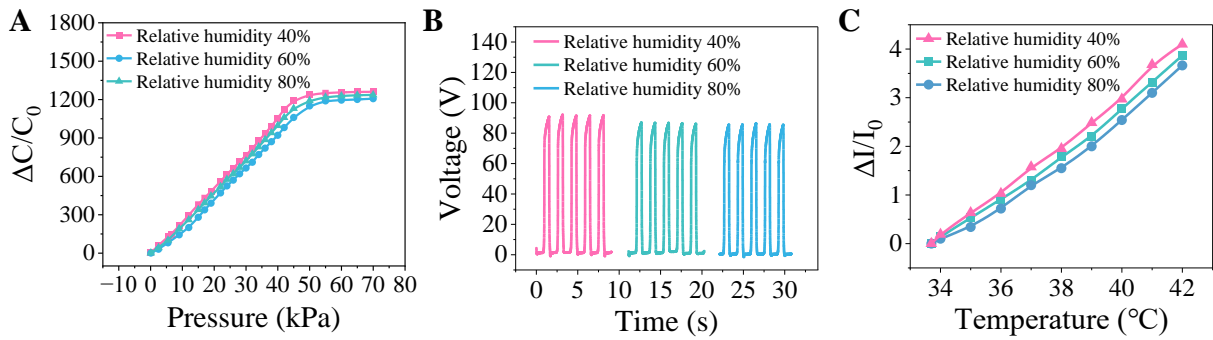 A
1800
1500
1200
900
600
300
0
ΔC/C₀
−10 0 10 20 30 40 50 60 70 80
Pressure (kPa)
Relative humidity 40%
Relative humidity 60%
Relative humidity 80%
B
140
120
100
80
60
40
20
0
Voltage (V)
0 5 10 15 20 25 30
Time (s)
Relative humidity 40%
Relative humidity 60%
Relative humidity 80%
C
4
3
2
1
0
ΔI/I₀
34 36 38 40 42
Temperature (℃)
Relative humidity 40%
Relative humidity 60%
Relative humidity 80%